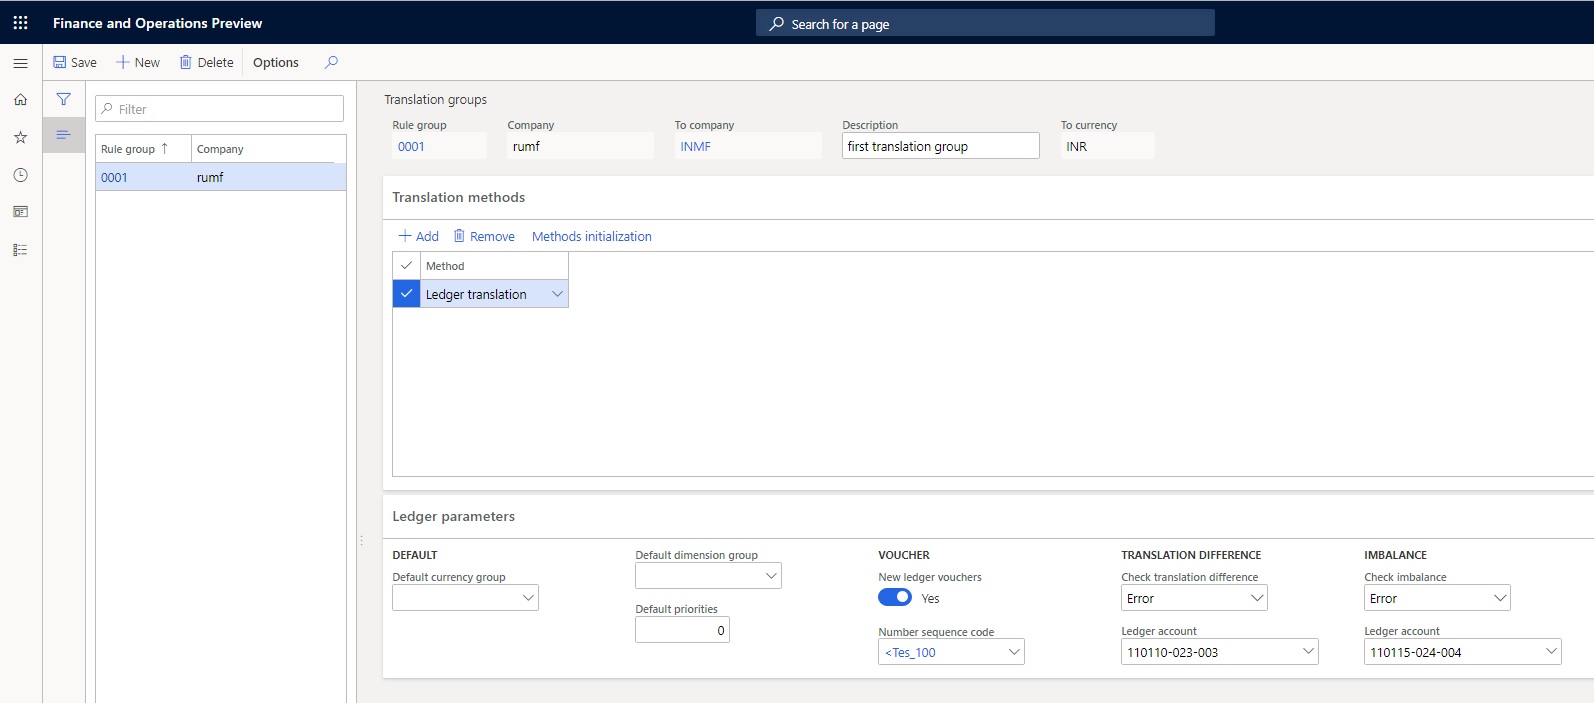 Finance and Operations Preview
Search for a page
Save New Delete Options
Filter
Rule group Company
0001 rumf
Translation groups
Rule group Company To company Description To currency
0001 rumf INMF first translation group INR
Translation methods
Add Remove Methods initialization
Method
Ledger translation
Ledger parameters
DEFAULT
Default currency group
Default dimension group
Default priorities
0
VOUCHER
New ledger vouchers
Yes
Number sequence code
<Tes_100
TRANSLATION DIFFERENCE
Check translation difference
Error
Ledger account
110110-023-003
IMBALANCE
Check imbalance
Error
Ledger account
110115-024-004